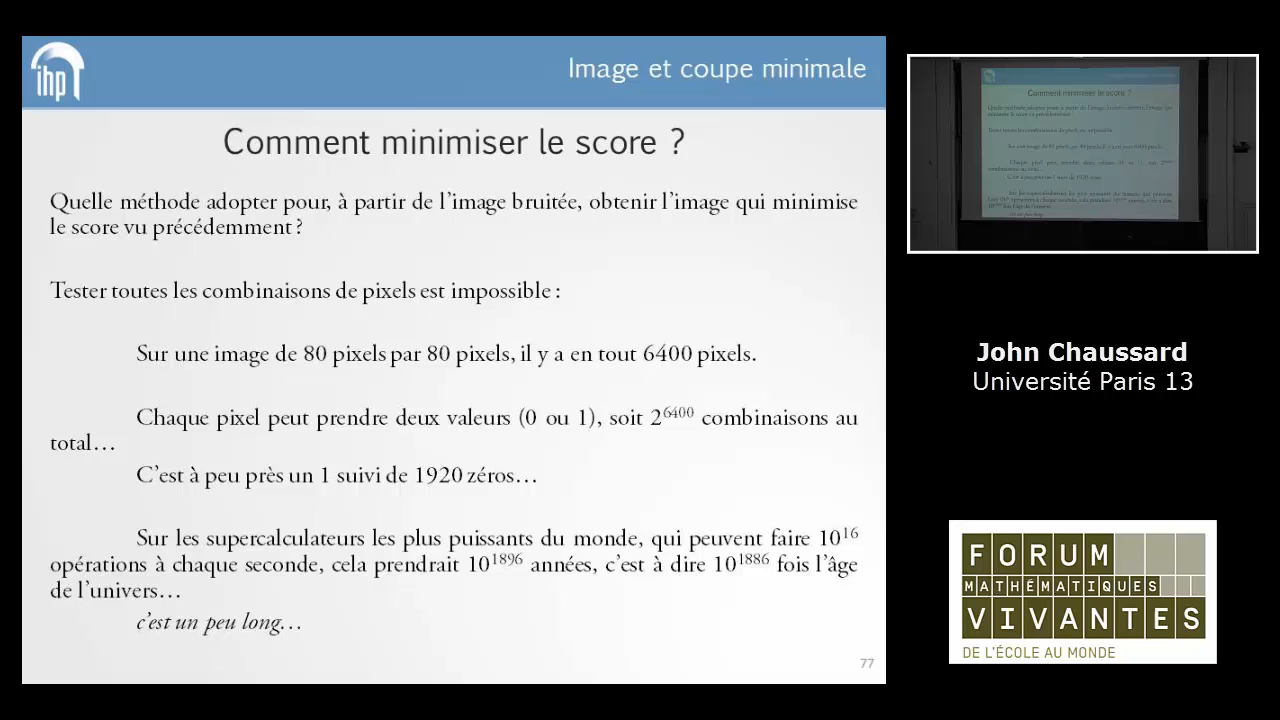 ihp
Image et coupe minimale
Comment minimiser le score ?
Quelle méthode adopter pour, à partir de l'image bruitée, obtenir l'image qui minimise
le score vu précédemment ?
Tester toutes les combinaisons de pixels est impossible :
Sur une image de 80 pixels par 80 pixels, il y a en tout 6400 pixels.
Chaque pixel peut prendre deux valeurs (0 ou 1), soit 2^6400 combinaisons au
total…
C'est à peu près un 1 suivi de 1920 zéros…
Sur les supercalculateurs les plus puissants du monde, qui peuvent faire 10^16
opérations à chaque seconde, cela prendrait 10^1896 années, c'est à dire 10^1886 fois l'âge
de l'univers…
c'est un peu long…
77
Comment minimiser le score ?
John Chaussard
Université Paris 13
FORUM
MATHÉMATIQUES
VIVANTES
DE L'ÉCOLE AU MONDE